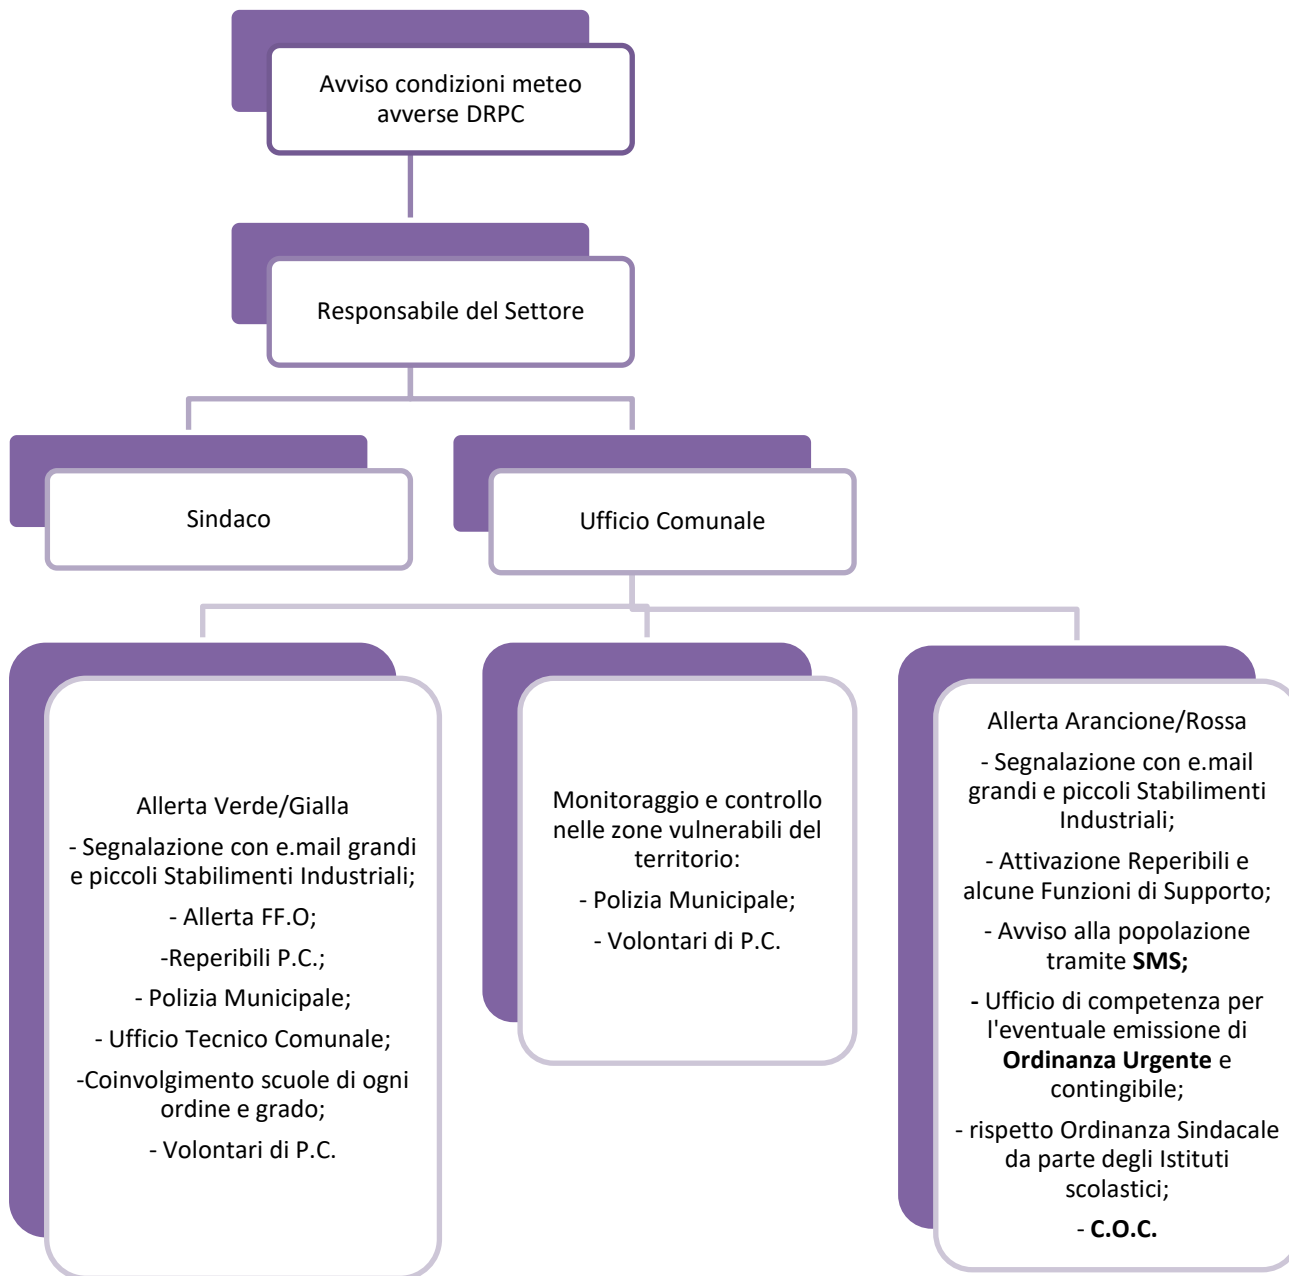 Avviso condizioni meteo
avverse DRPC
Responsabile del Settore
Sindaco
Ufficio Comunale
Allerta Verde/Gialla
- Segnalazione con e.mail grandi
e piccoli Stabilimenti Industriali;
- Allerta FF.O;
-Reperibili P.C.;
- Polizia Municipale;
- Ufficio Tecnico Comunale;
-Coinvolgimento scuole di ogni
ordine e grado;
- Volontari di P.C.
Monitoraggio e controllo
nelle zone vulnerabili del
territorio:
- Polizia Municipale;
- Volontari di P.C.
Allerta Arancione/Rossa
- Segnalazione con e.mail
grandi e piccoli Stabilimenti
Industriali;
- Attivazione Reperibili e
alcune Funzioni di Supporto;
- Avviso alla popolazione
tramite SMS;
- Ufficio di competenza per
l'eventuale emissione di
Ordinanza Urgente e
contingibile;
- rispetto Ordinanza Sindacale
da parte degli Istituti
scolastici;
- C.O.C.